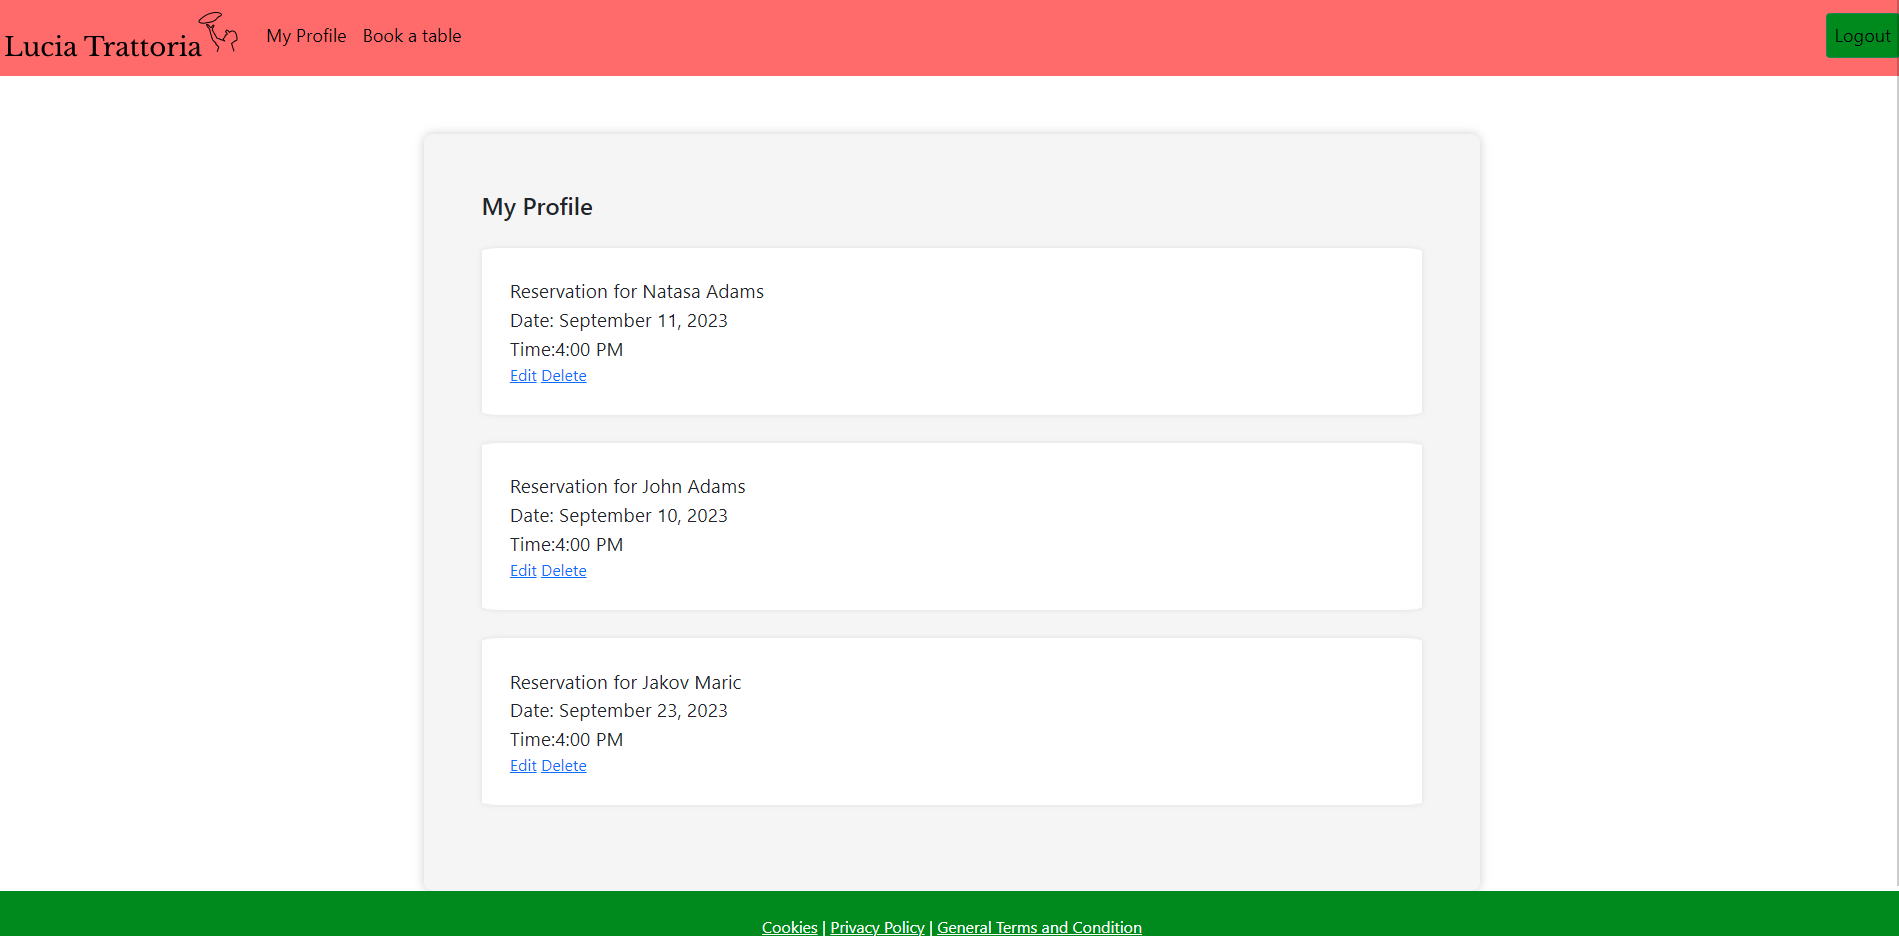 Lucia Trattoria My Profile Book a table Logout
My Profile
Reservation for Natasa Adams
Date: September 11, 2023
Time:4:00 PM
Edit Delete
Reservation for John Adams
Date: September 10, 2023
Time:4:00 PM
Edit Delete
Reservation for Jakov Maric
Date: September 23, 2023
Time:4:00 PM
Edit Delete
Cookies | Privacy Policy | General Terms and Condition